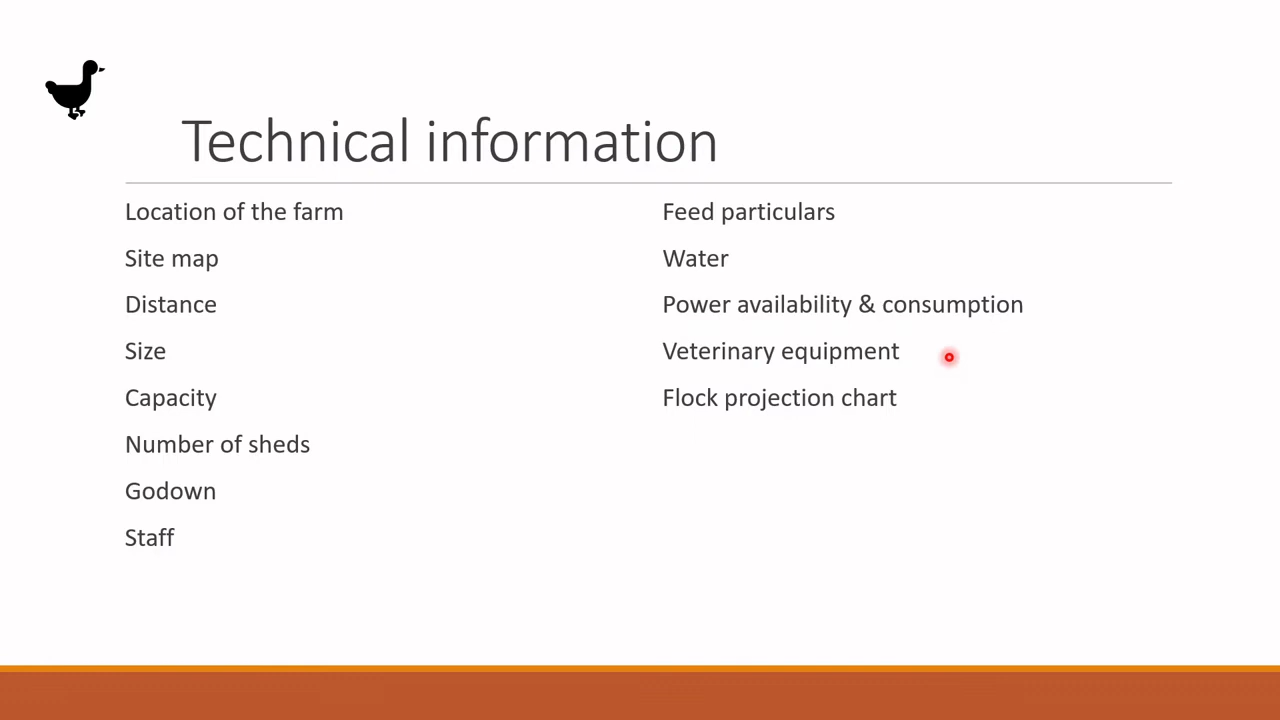 Technical information
Location of the farm
Site map
Distance
Size
Capacity
Number of sheds
Godown
Staff
Feed particulars
Water
Power availability & consumption
Veterinary equipment
Flock projection chart